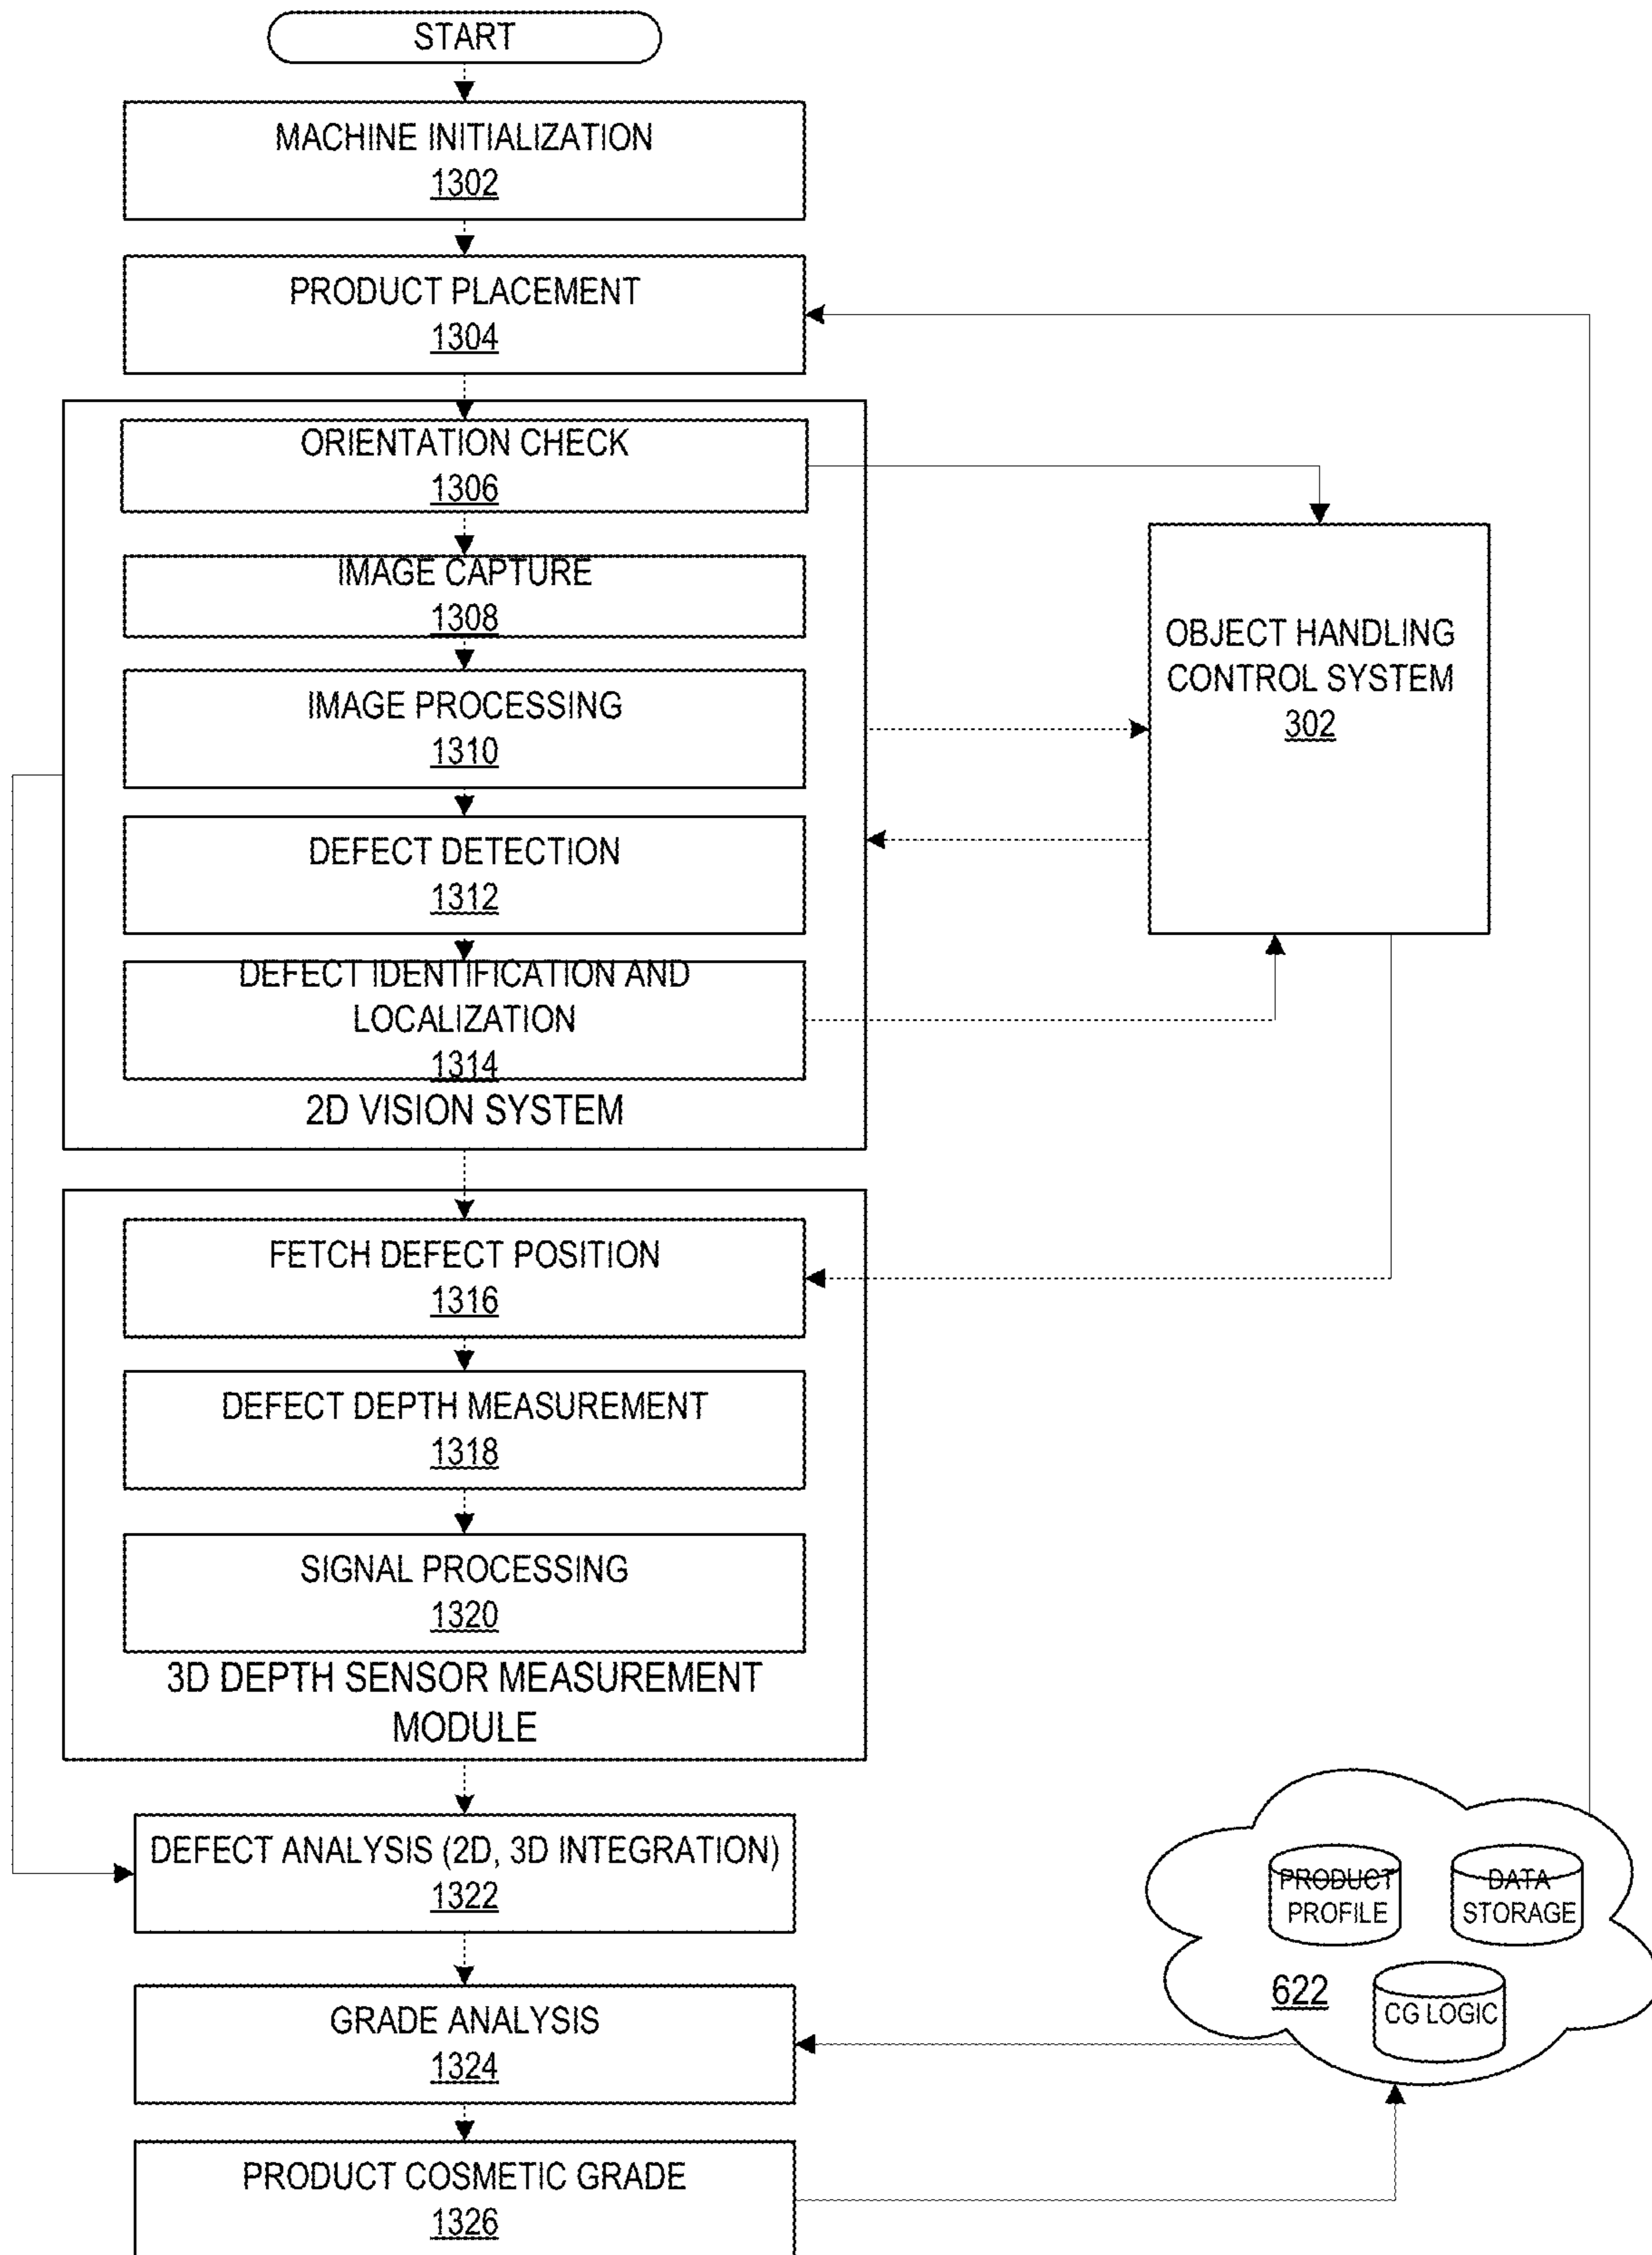 START
MACHINE INITIALIZATION
1302
PRODUCT PLACEMENT
1304
ORIENTATION CHECK
1306
IMAGE CAPTURE
1308
IMAGE PROCESSING
1310
DEFECT DETECTION
1312
DEFECT IDENTIFICATION AND
LOCALIZATION
1314
2D VISION SYSTEM
OBJECT HANDLING
CONTROL SYSTEM
302
FETCH DEFECT POSITION
1316
DEFECT DEPTH MEASUREMENT
1318
SIGNAL PROCESSING
1320
3D DEPTH SENSOR MEASUREMENT
MODULE
DEFECT ANALYSIS (2D, 3D INTEGRATION)
1322
GRADE ANALYSIS
1324
PRODUCT COSMETIC GRADE
1326
PRODUCT
PROFILE
DATA
STORAGE
622
CG LOGIC